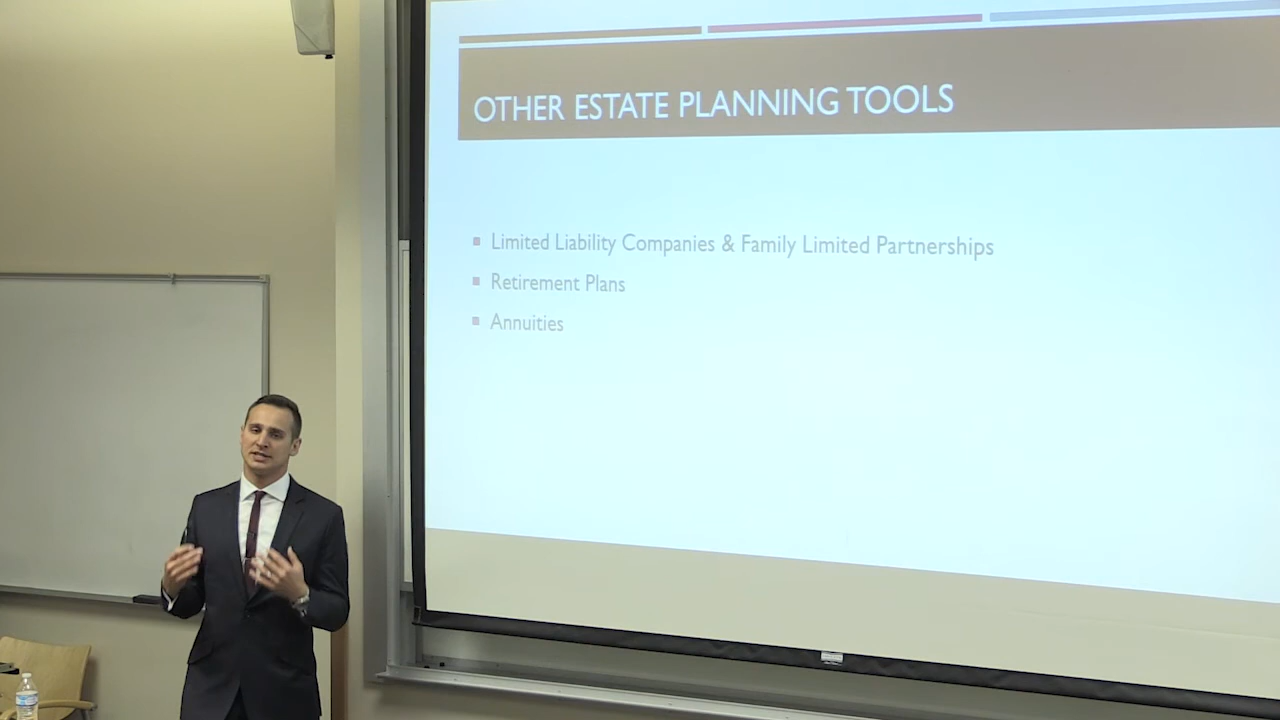 OTHER ESTATE PLANNING TOOLS
Limited Liability Companies & Family Limited Partnerships
Retirement Plans
Annuities